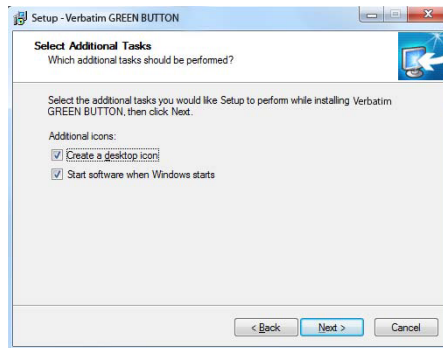 Setup - Verbatim GREEN BUTTON
Select Additional Tasks
Which additional tasks should be performed?
Select the additional tasks you would like Setup to perform while installing Verbatim
GREEN BUTTON, then click Next.
Additional icons:
Create a desktop icon
Start software when Windows starts
< Back
Next >
Cancel